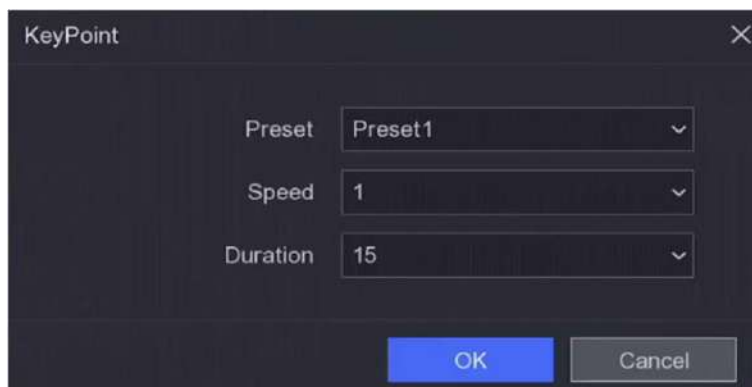 KeyPoint
Preset Preset1
Speed 1
Duration 15
OK Cancel